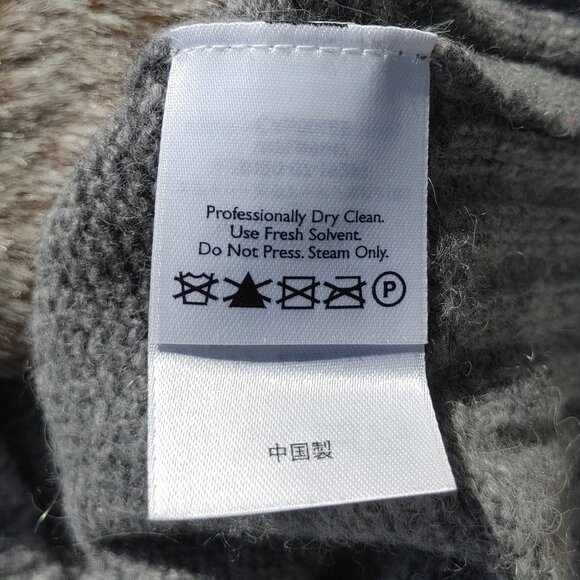 Professionally Dry Clean.
Use Fresh Solvent.
Do Not Press. Steam Only.
P
中国製